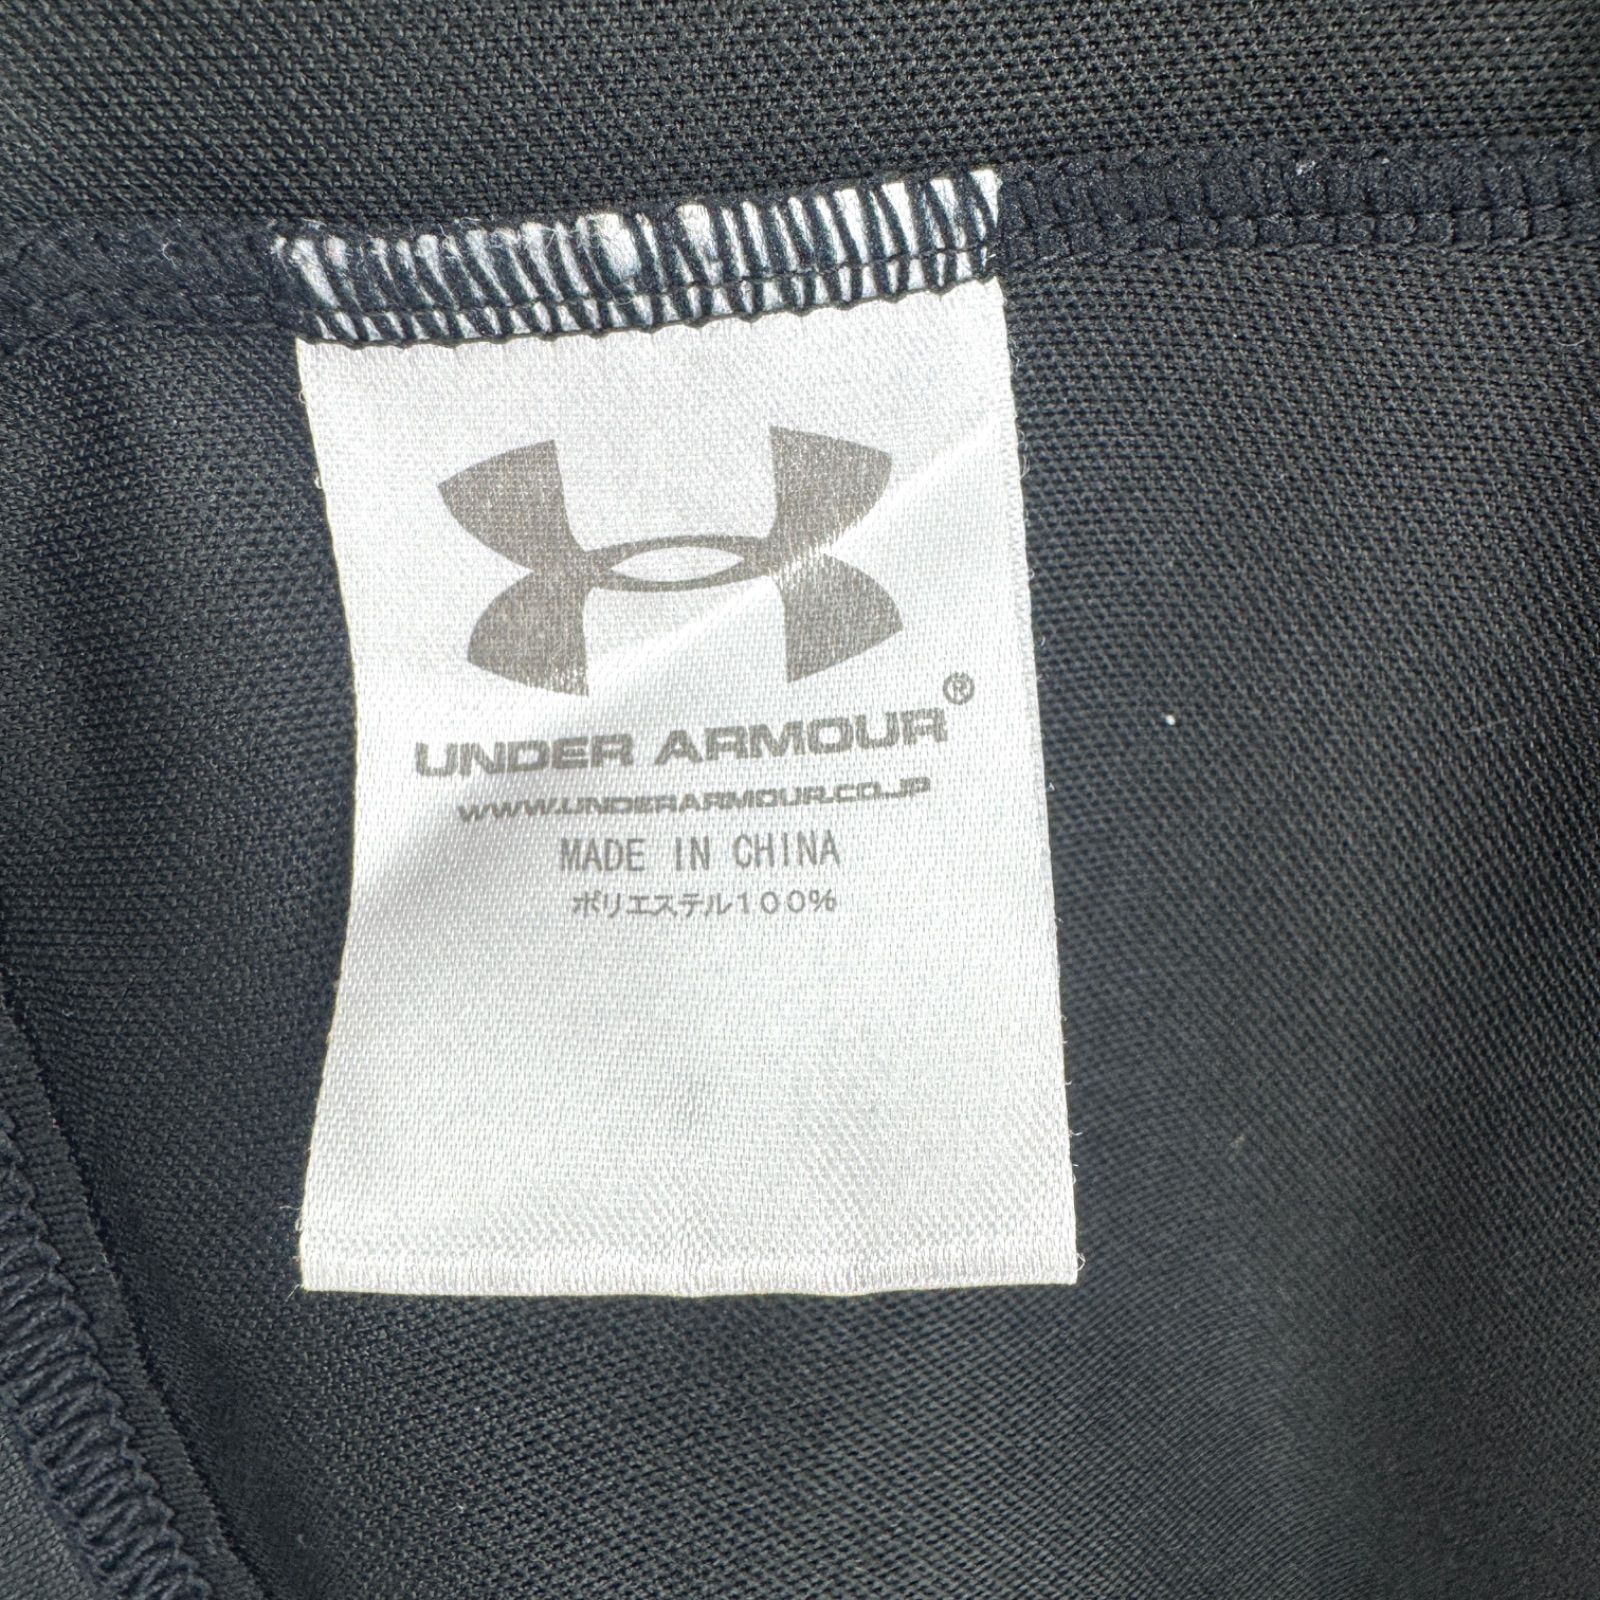 ®
UNDER ARMOUR
WWW.UNDERARMOUR.CO.JP
MADE IN CHINA
ポリエステル100%